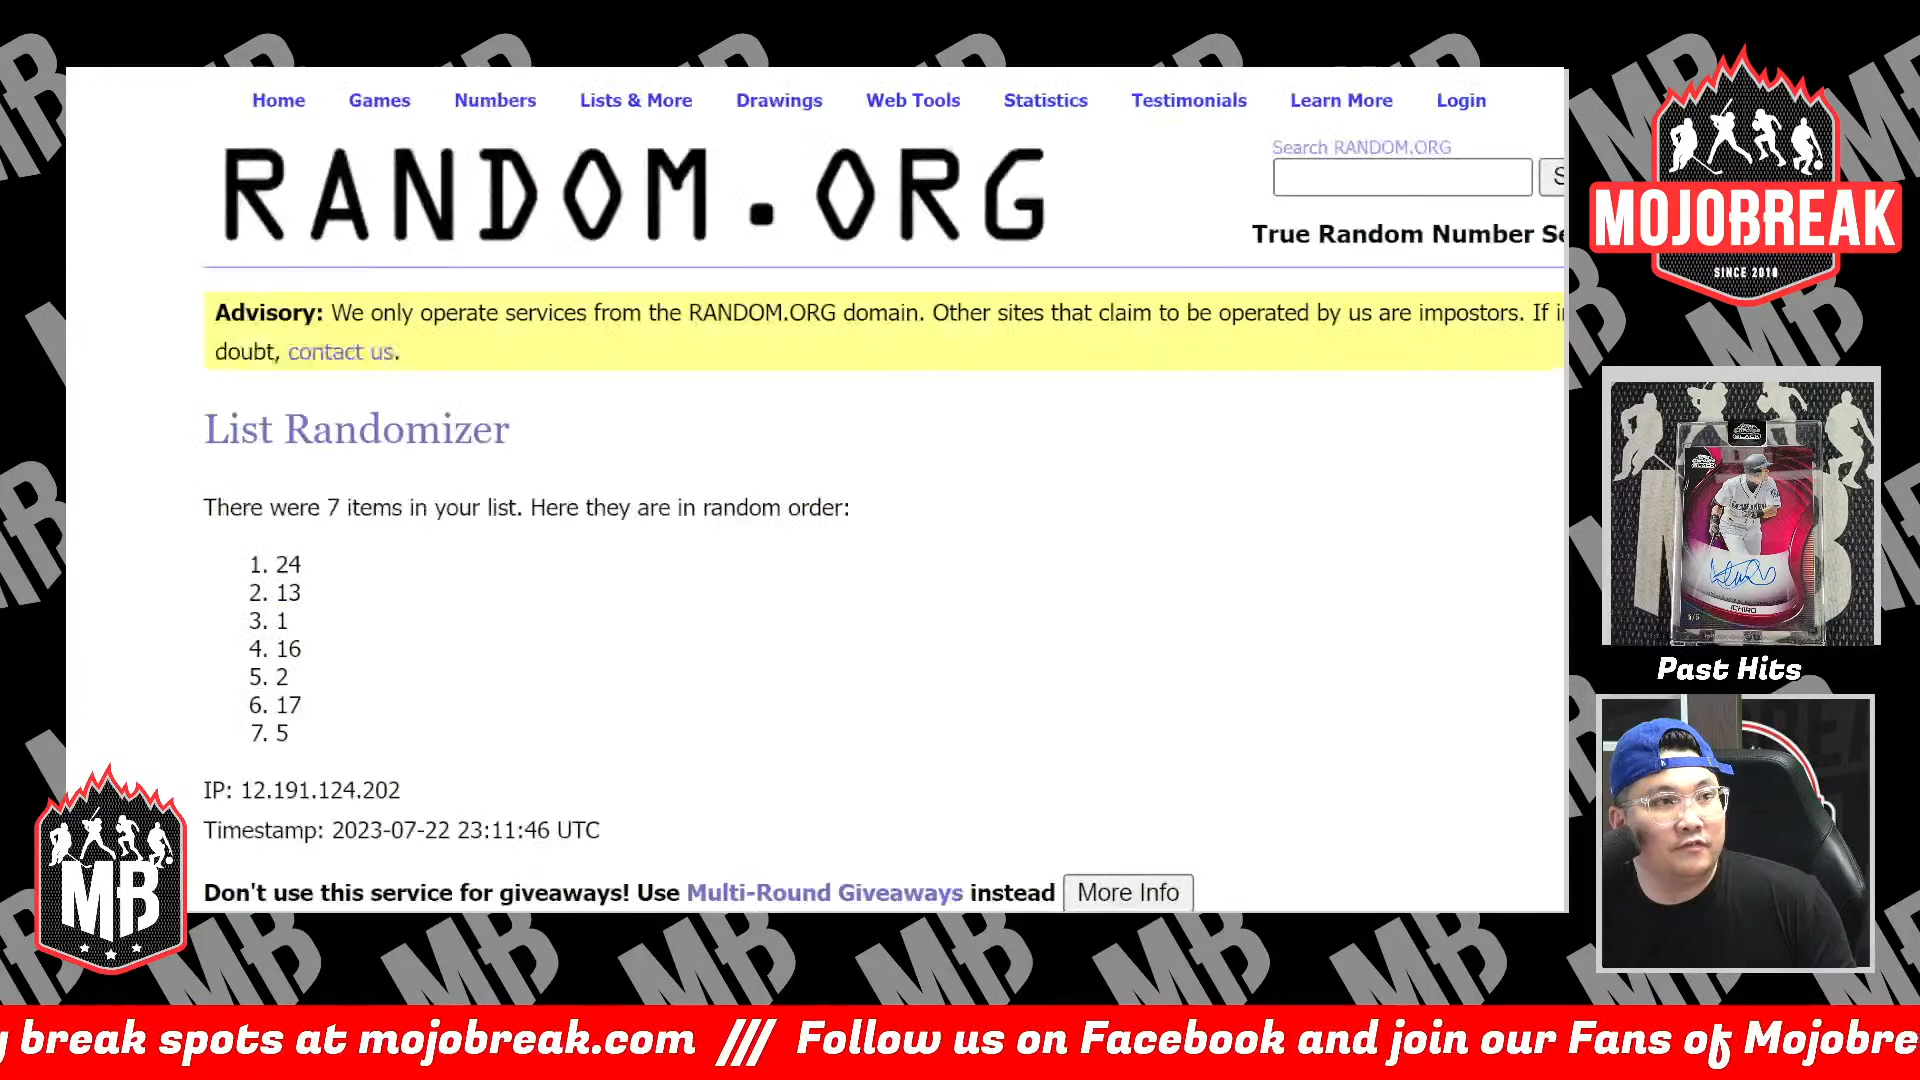 Home Games Numbers Lists & More Drawings Web Tools Statistics Testimonials Learn More Login
RANDOM.ORG
Search RANDOM.ORG
True Random Number Se
Advisory: We only operate services from the RANDOM.ORG domain. Other sites that claim to be operated by us are impostors. If in
doubt, contact us.
List Randomizer
There were 7 items in your list. Here they are in random order:
1. 24
2. 13
3. 1
4. 16
5. 2
6. 17
7. 5
IP: 12.191.124.202
Timestamp: 2023-07-22 23:11:46 UTC
Don't use this service for giveaways! Use Multi-Round Giveaways instead More Info
MOJOBREAK
SINCE 2010
ICHIRO
Past Hits
MB
y break spots at mojobreak.com /// Follow us on Facebook and join our Fans of Mojobre